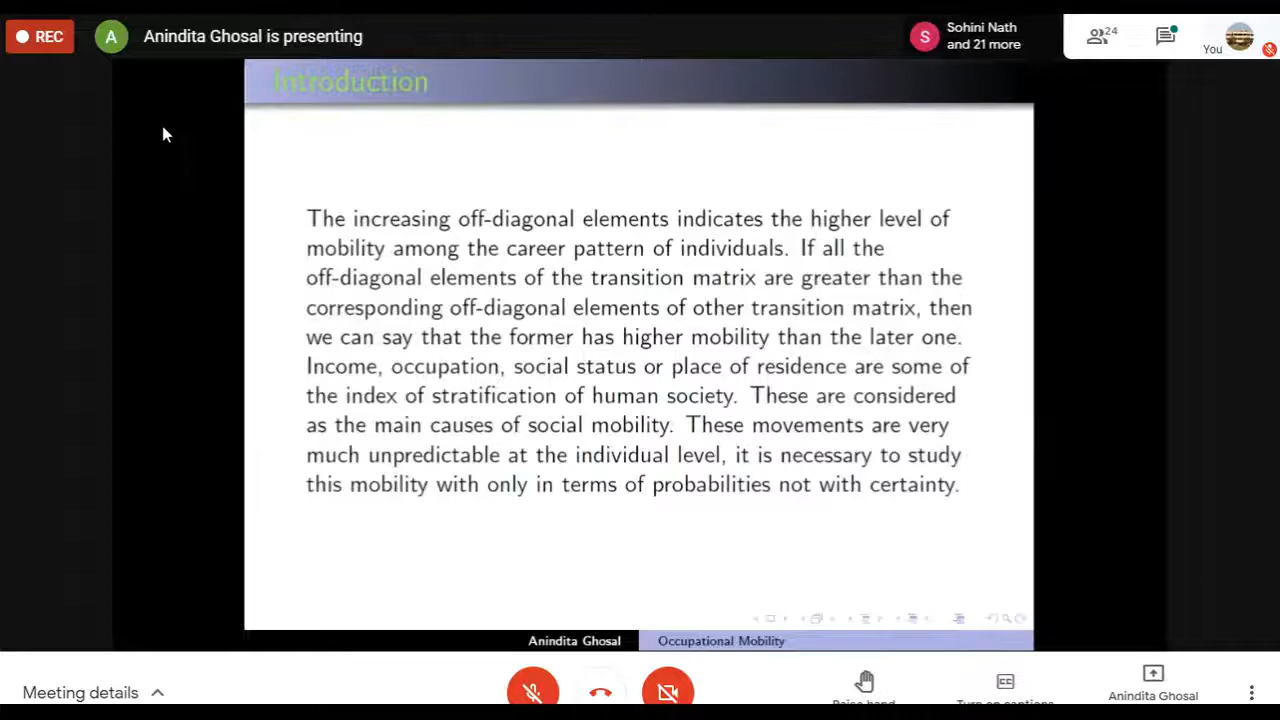 REC
A
Anindita Ghosal is presenting
S
Sohini Nath
and 21 more
24
You
Introduction
The increasing off-diagonal elements indicates the higher level of
mobility among the career pattern of individuals. If all the
off-diagonal elements of the transition matrix are greater than the
corresponding off-diagonal elements of other transition matrix, then
we can say that the former has higher mobility than the later one.
Income, occupation, social status or place of residence are some of
the index of stratification of human society. These are considered
as the main causes of social mobility. These movements are very
much unpredictable at the individual level, it is necessary to study
this mobility with only in terms of probabilities not with certainty.
Anindita Ghosal
Occupational Mobility
Meeting details
CC
Raise hand
Turn on captions
Anindita Ghosal